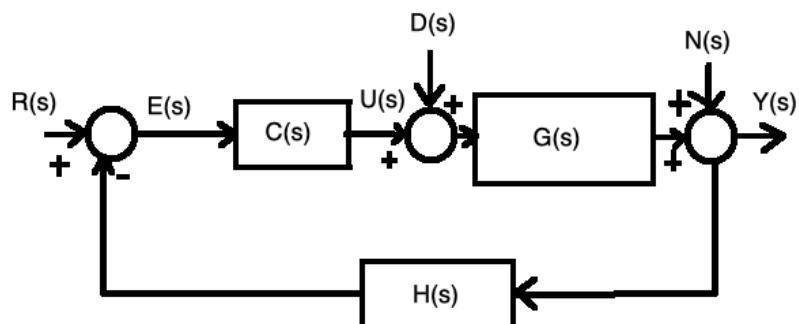 D(s)
N(s)
R(s)
E(s)
U(s)
+
+
Y(s)
C(s)
G(s)
+
-
+
+
H(s)